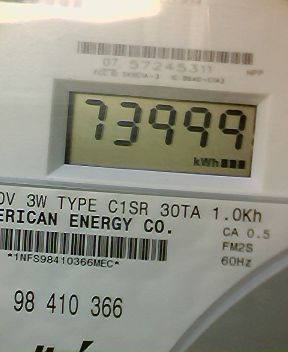 07 57245311
73999
kWh
0V 3W TYPE C1SR 30TA 1.0Kh
ERICAN ENERGY CO.
CA 0.5
FM2S
60Hz
*1NFS98410366MEC*
98 410 366